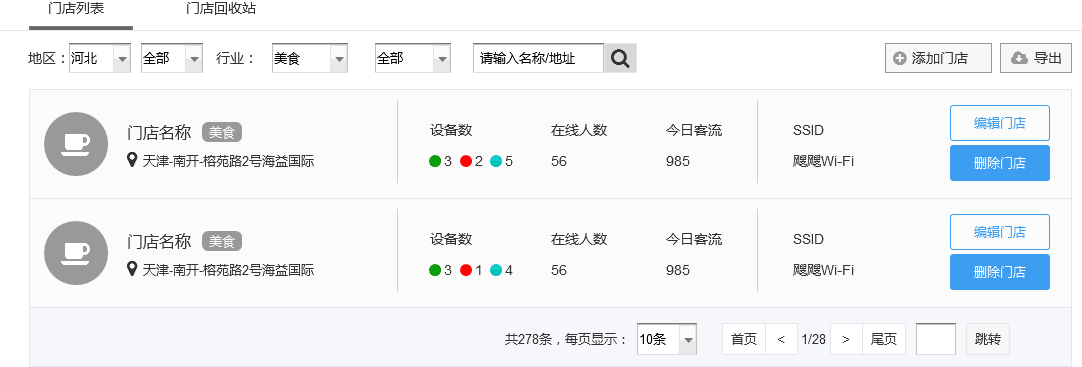 门店列表 门店回收站
地区： 河北 全部 行业： 美食 全部 请输入名称/地址 添加门店 导出
门店名称 美食 设备数 在线人数 今日客流 SSID 编辑门店
天津-南开-榕苑路2号海益国际 3 2 5 56 985 飕飕Wi-Fi 删除门店
门店名称 美食 设备数 在线人数 今日客流 SSID 编辑门店
天津-南开-榕苑路2号海益国际 3 1 4 56 985 飕飕Wi-Fi 删除门店
共278条，每页显示： 10条 首页 < 1/28 > 尾页 跳转